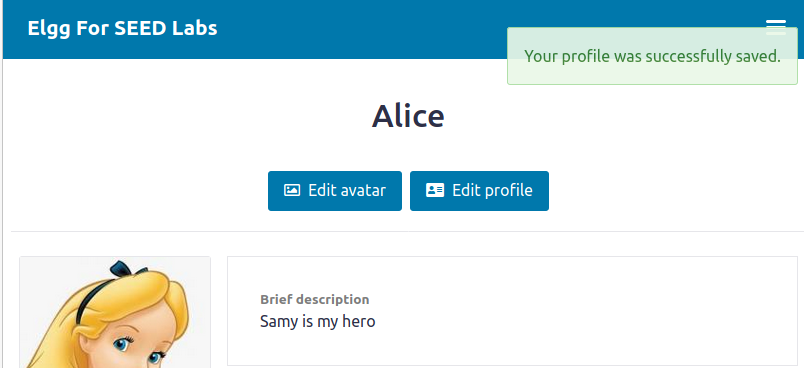 Elgg For SEED Labs
Your profile was successfully saved.
Alice
Edit avatar
Edit profile
Brief description
Samy is my hero